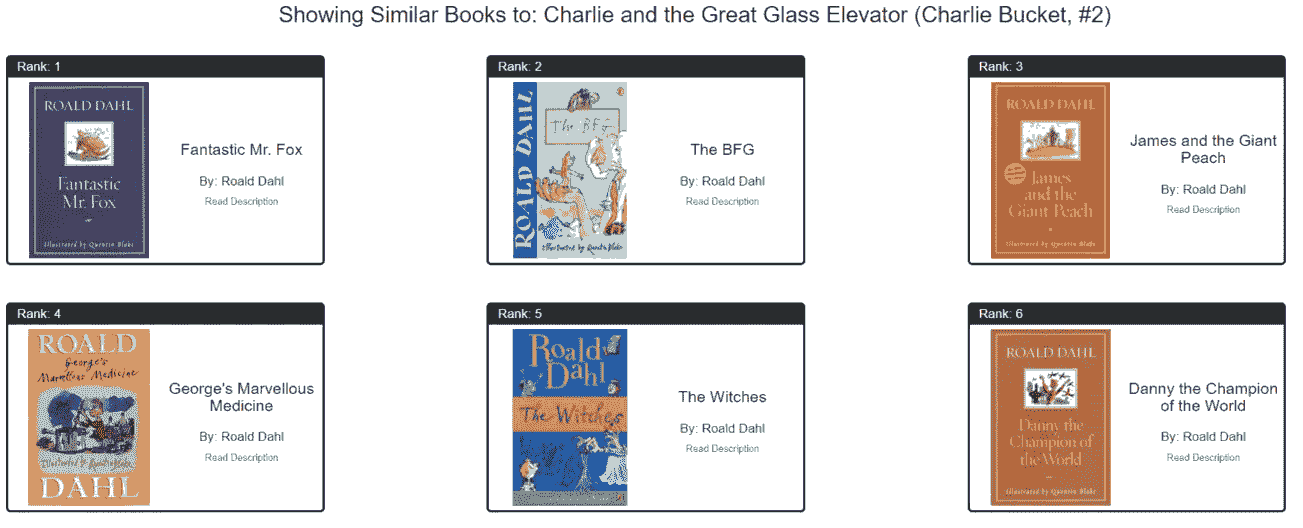 Showing Similar Books to: Charlie and the Great Glass Elevator (Charlie Bucket, #2)
Rank: 1
ROALD DAHL
Fantastic
Mr. Fox
Illustrated by Quentin Blake
Fantastic Mr. Fox
By: Roald Dahl
Read Description
Rank: 2
ROALD DAHL
The BFG
Illustrated by Quentin Blake
The BFG
By: Roald Dahl
Read Description
Rank: 3
ROALD DAHL
James
and the
Giant Peach
Illustrated by Quentin Blake
James and the Giant
Peach
By: Roald Dahl
Read Description
Rank: 4
ROALD
George's
Marvellous Medicine
Illustrated by Quentin Blake
DAHL
George's Marvellous
Medicine
By: Roald Dahl
Read Description
Rank: 5
Roald
Dahl
The Witches
The Witches
By: Roald Dahl
Read Description
Rank: 6
ROALD DAHL
Danny the
Champion of
the World
Illustrated by Quentin Blake
Danny the Champion
of the World
By: Roald Dahl
Read Description